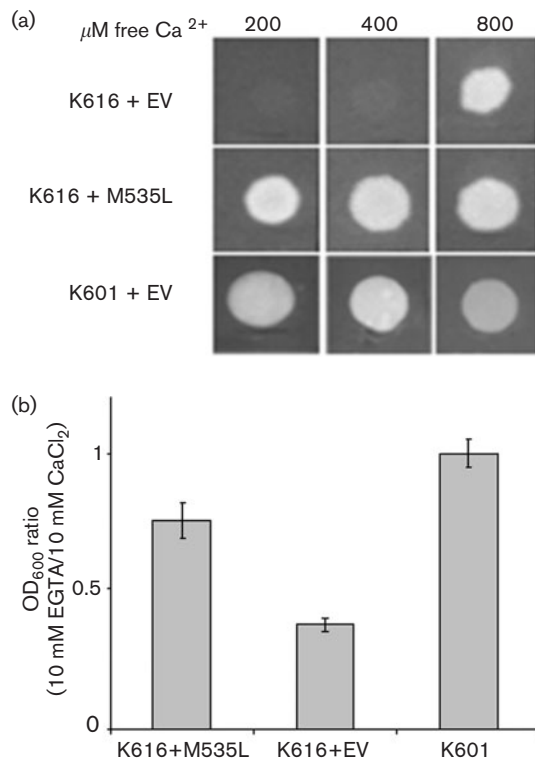 (a)
μM free Ca 2+ 200 400 800
K616 + EV
K616 + M535L
K601 + EV
(b)
OD600 ratio
(10 mM EGTA/10 mM CaCl2)
1
0.5
0
K616+M535L K616+EV K601